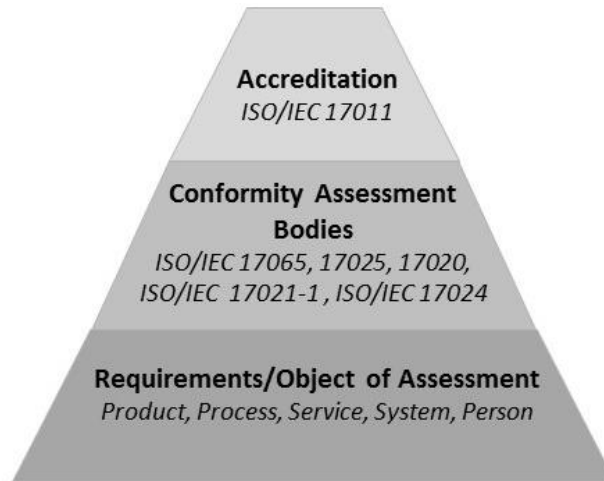 Accreditation
ISO/IEC 17011
Conformity Assessment
Bodies
ISO/IEC 17065, 17025, 17020,
ISO/IEC 17021-1 , ISO/IEC 17024
Requirements/Object of Assessment
Product, Process, Service, System, Person